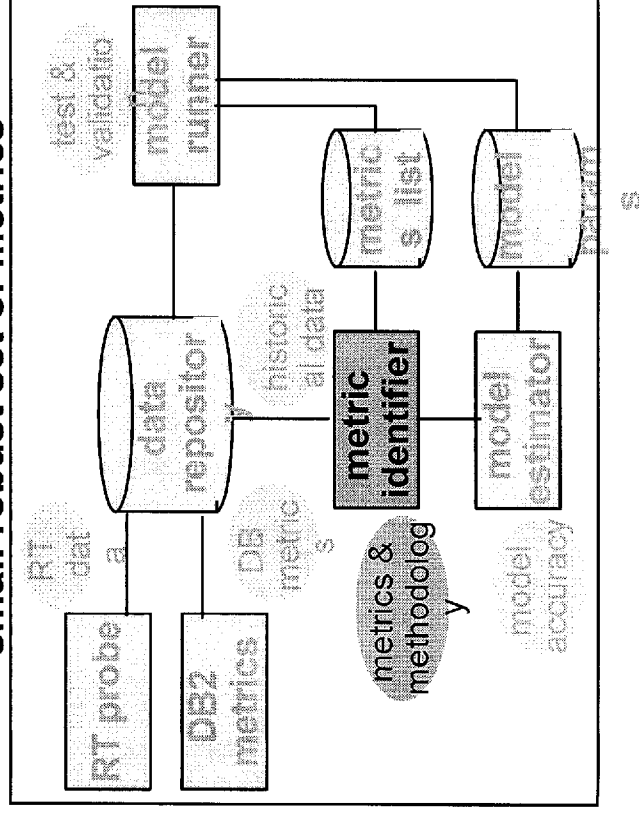 small robust set of metrics
RT probe
DB2
metrics
RT
dat
a
DB
metric
s
data
repositor
y
historic
al data
test &
validatio
n
model
runner
metrics &
methodolog
y
metric
identifier
metric
s list
model
accuracy
model
estimator
model
param
s